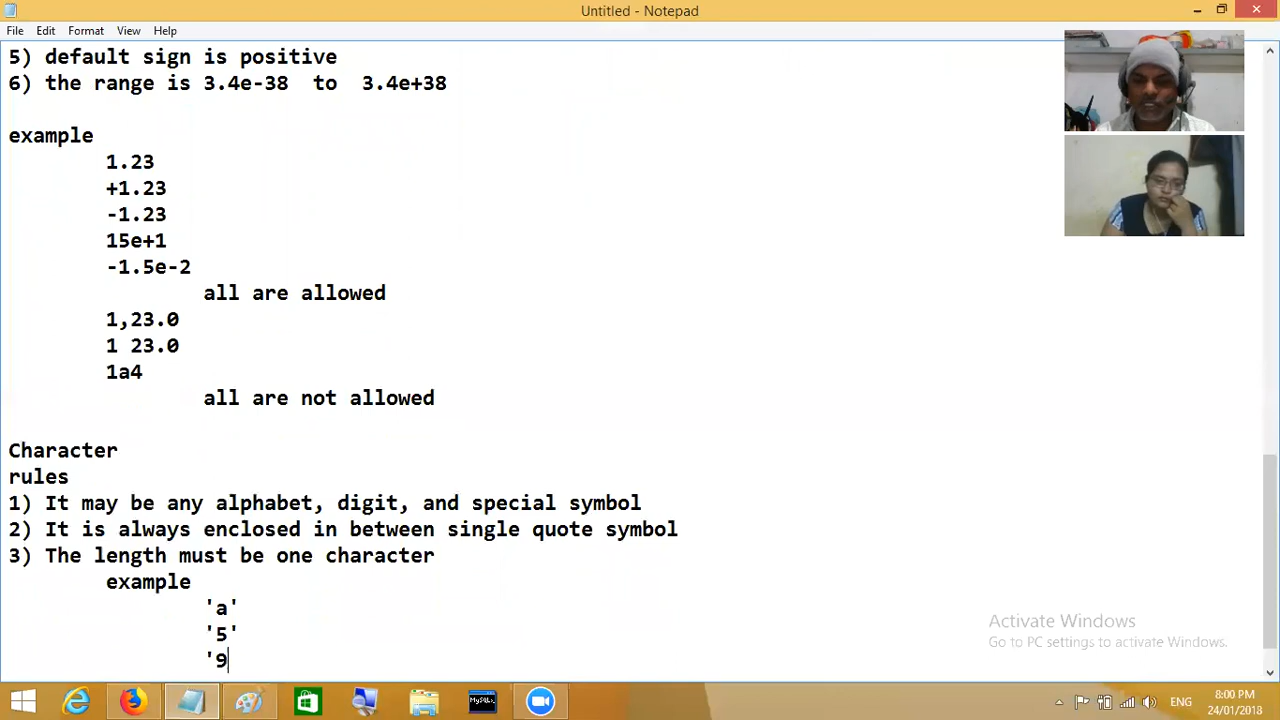 Untitled - Notepad
File Edit Format View Help
5) default sign is positive
6) the range is 3.4e-38 to 3.4e+38
example
1.23
+1.23
-1.23
15e+1
-1.5e-2
all are allowed
1,23.0
1 23.0
1a4
all are not allowed
Character
rules
1) It may be any alphabet, digit, and special symbol
2) It is always enclosed in between single quote symbol
3) The length must be one character
example
'a'
'5'
'9
Activate Windows
Go to PC settings to activate Windows.
MySQL
ENG
8:00 PM
24/01/2018